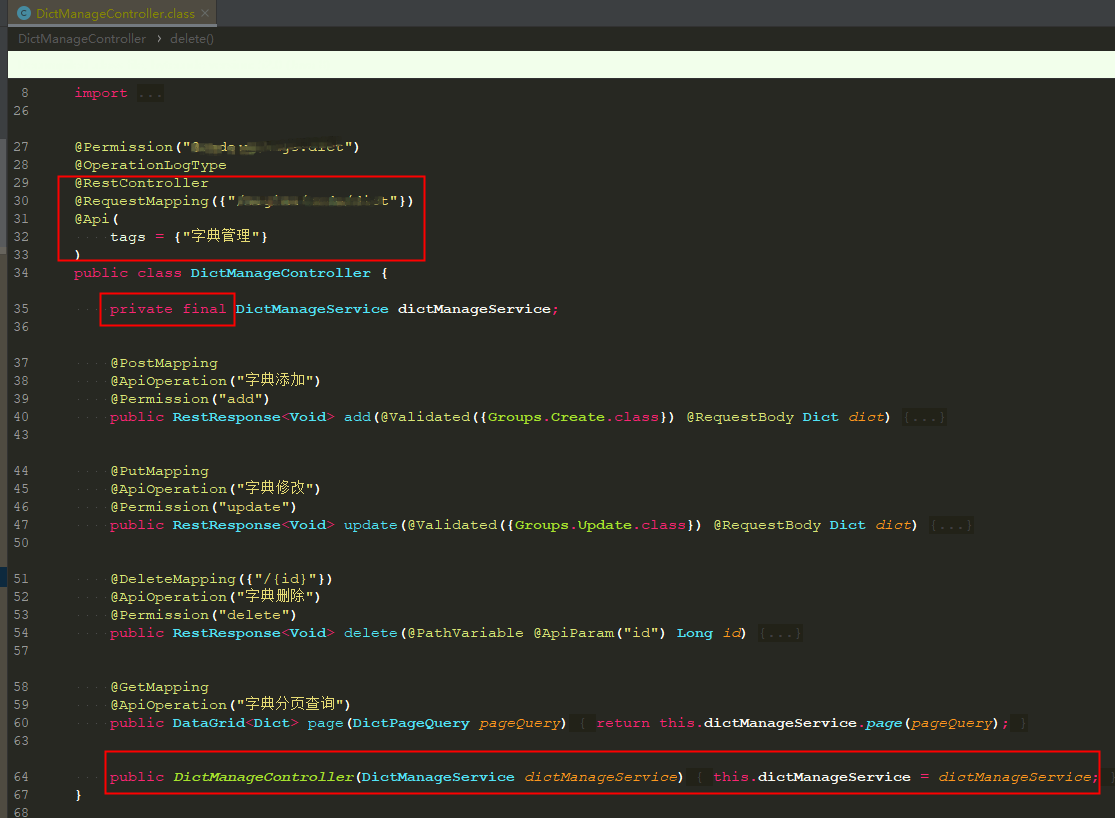 DictManageController.class
DictManageController › delete()
8 import ...
26
27 @Permission(" .dict")
28 @OperationLogType
29 @RestController
30 @RequestMapping({" "})
31 @Api(
32 tags = {"字典管理"}
33 )
34 public class DictManageController {
35 private final DictManageService dictManageService;
36
37 @PostMapping
38 @ApiOperation("字典添加")
39 @Permission("add")
40 public RestResponse<Void> add(@Validated({Groups.Create.class}) @RequestBody Dict dict) {...}
43
44 @PutMapping
45 @ApiOperation("字典修改")
46 @Permission("update")
47 public RestResponse<Void> update(@Validated({Groups.Update.class}) @RequestBody Dict dict) {...}
50
51 @DeleteMapping({"/{id}"})
52 @ApiOperation("字典删除")
53 @Permission("delete")
54 public RestResponse<Void> delete(@PathVariable @ApiParam("id") Long id) {...}
57
58 @GetMapping
59 @ApiOperation("字典分页查询")
60 public DataGrid<Dict> page(DictPageQuery pageQuery) { return this.dictManageService.page(pageQuery); }
63
64 public DictManageController(DictManageService dictManageService) { this.dictManageService = dictManageService;
67 }
68